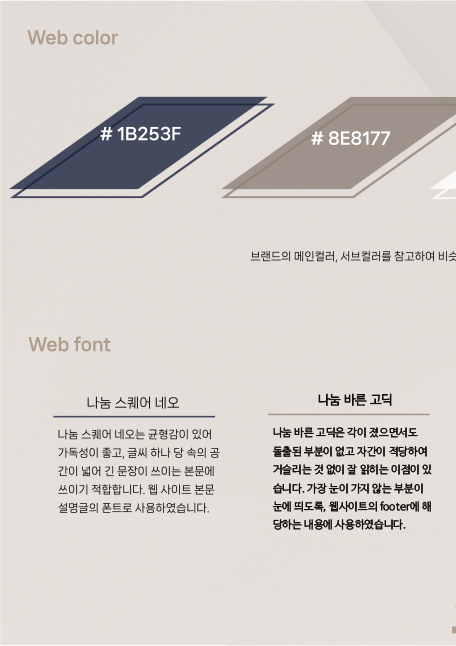 Web color
# 1B253F
# 8E8177
브랜드의 메인컬러, 서브컬러를 참고하여 비슷
Web font
나눔 스퀘어 네오
나눔 스퀘어 네오는 균형감이 있어
가독성이 좋고, 글씨 하나 당 속의 공
간이 넓어 긴 문장이 쓰이는 본문에
쓰이기 적합합니다. 웹 사이트 본문
설명글의 폰트로 사용하였습니다.
나눔 바른 고딕
나눔 바른 고딕은 각이 졌으면서도
돌출된 부분이 없고 자간이 적당하여
거슬리는 것 없이 잘 읽히는 이점이 있
습니다. 가장 눈이 가지 않는 부분이
눈에 띄도록, 웹사이트의 footer에 해
당하는 내용에 사용하였습니다.